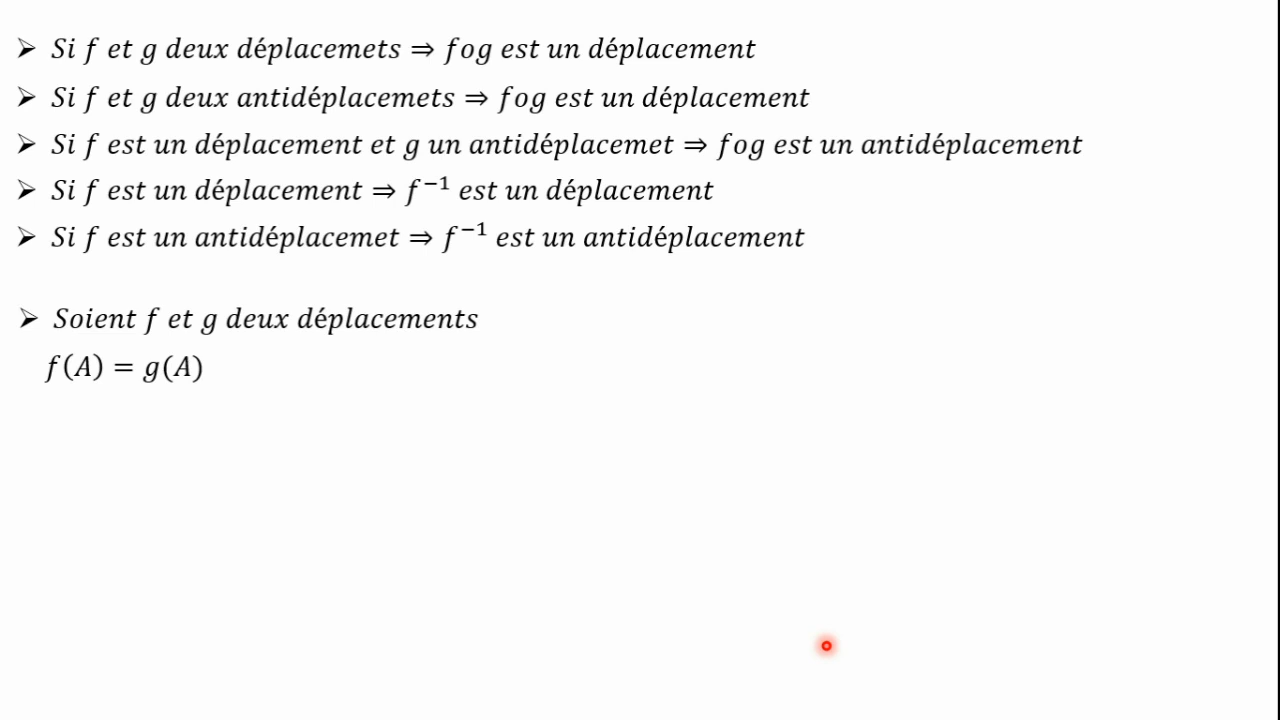 ➢ Si f et g deux déplacemets ⇒ fog est un déplacement
➢ Si f et g deux antidéplacemets ⇒ fog est un déplacement
➢ Si f est un déplacement et g un antidéplacemet ⇒ fog est un antidéplacement
➢ Si f est un déplacement ⇒ f⁻¹ est un déplacement
➢ Si f est un antidéplacemet ⇒ f⁻¹ est un antidéplacement
➢ Soient f et g deux déplacements
f(A) = g(A)